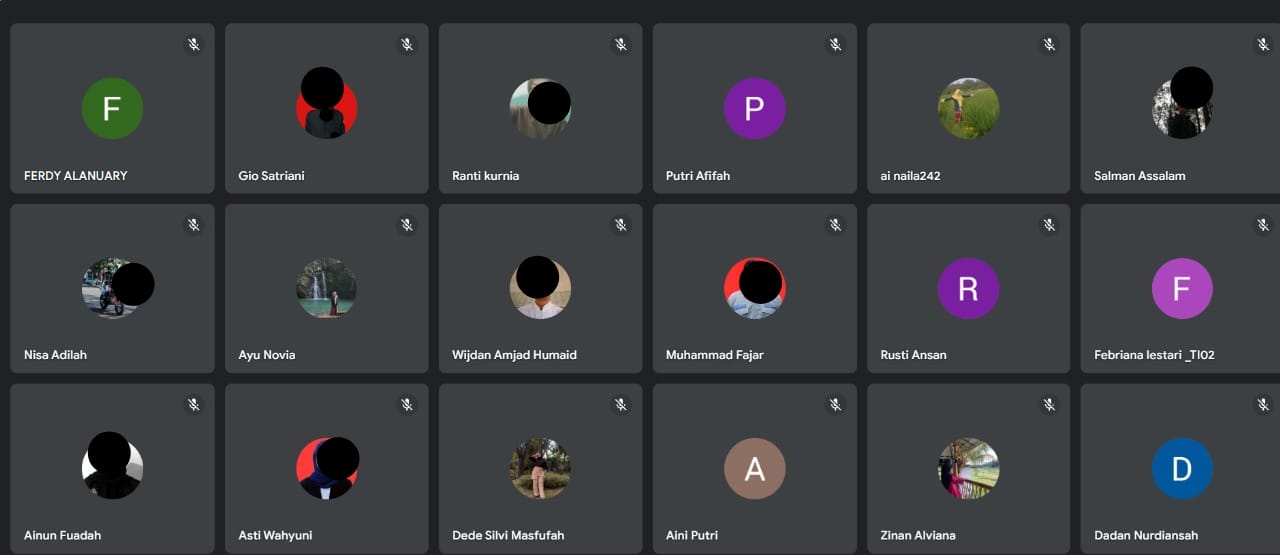 F
FERDY ALANUARY
Gio Satriani
Ranti kurnia
P
Putri Afifah
ai naila242
Salman Assalam
Nisa Adilah
Ayu Novia
Wijdan Amjad Humaid
Muhammad Fajar
R
Rusti Ansan
F
Febriana lestari _TI02
Ainun Fuadah
Asti Wahyuni
Dede Silvi Masfufah
A
Aini Putri
Zinan Alviana
D
Dadan Nurdiansah